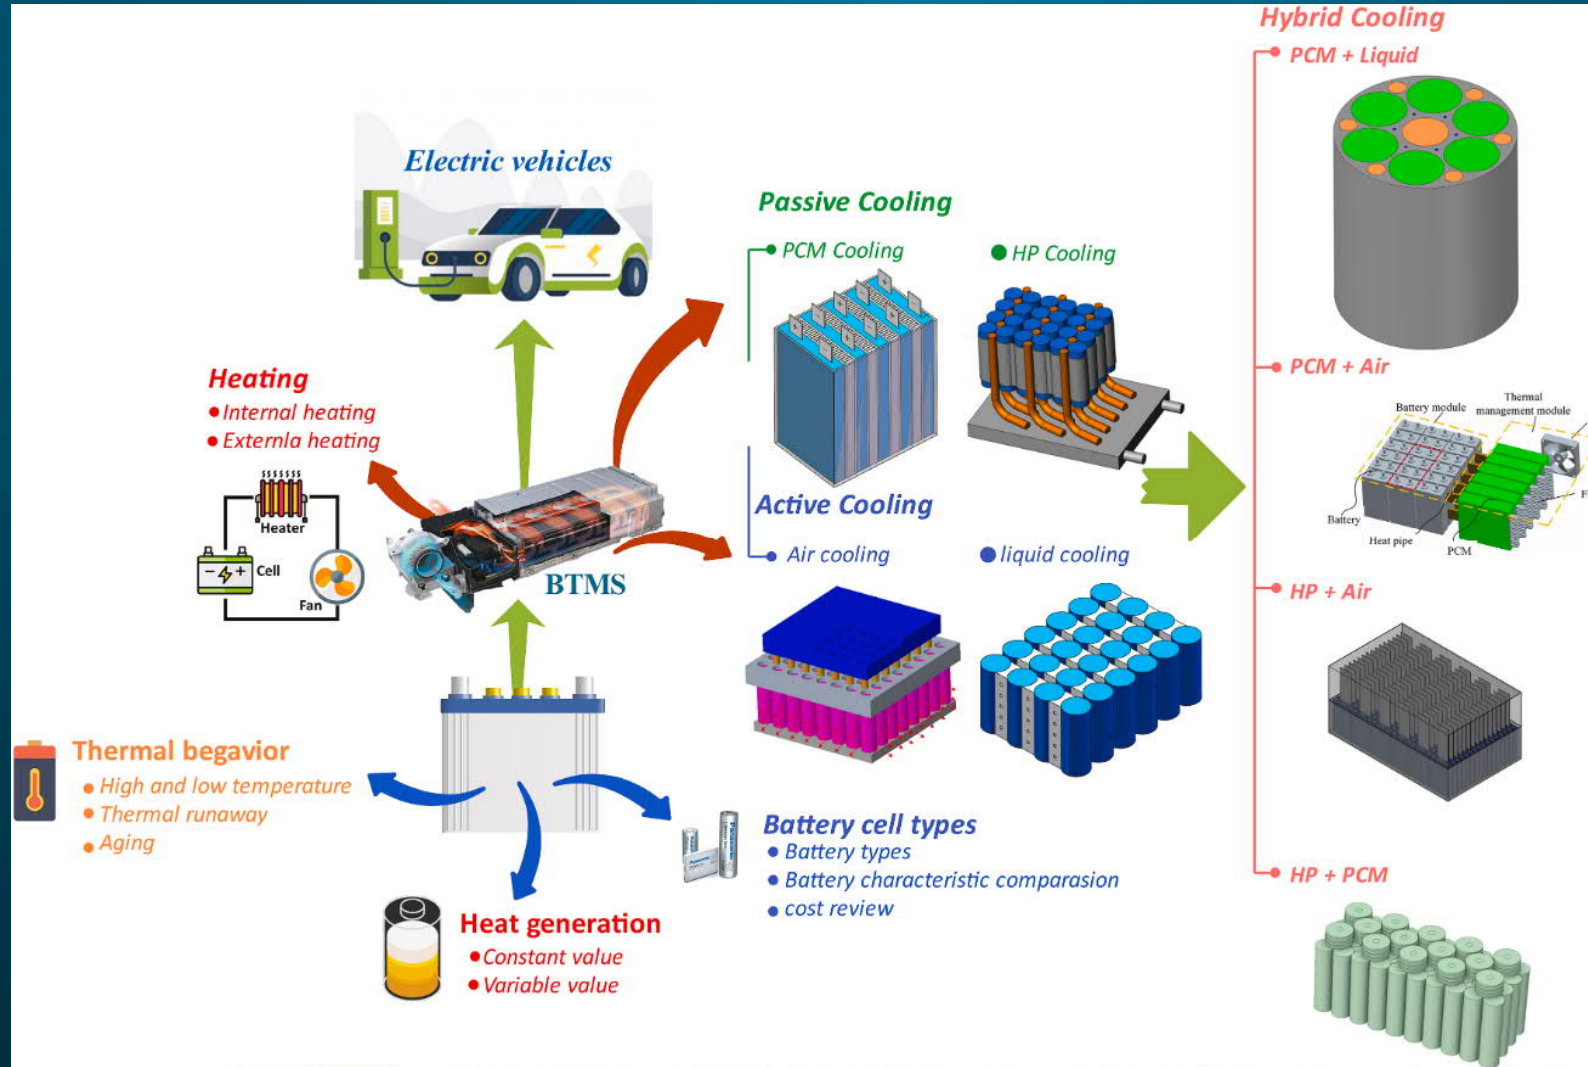 Hybrid Cooling
PCM + Liquid
Electric vehicles
Passive Cooling
PCM Cooling
HP Cooling
PCM + Air
Heating
Internal heating
Externla heating
Heater
Cell
Fan
BTMS
Active Cooling
Air cooling
liquid cooling
Battery module
Thermal
management module
Battery
Heat pipe
PCM
HP + Air
Thermal begavior
High and low temperature
Thermal runaway
Aging
Battery cell types
Battery types
Battery characteristic comparasion
cost review
Heat generation
Constant value
Variable value
HP + PCM